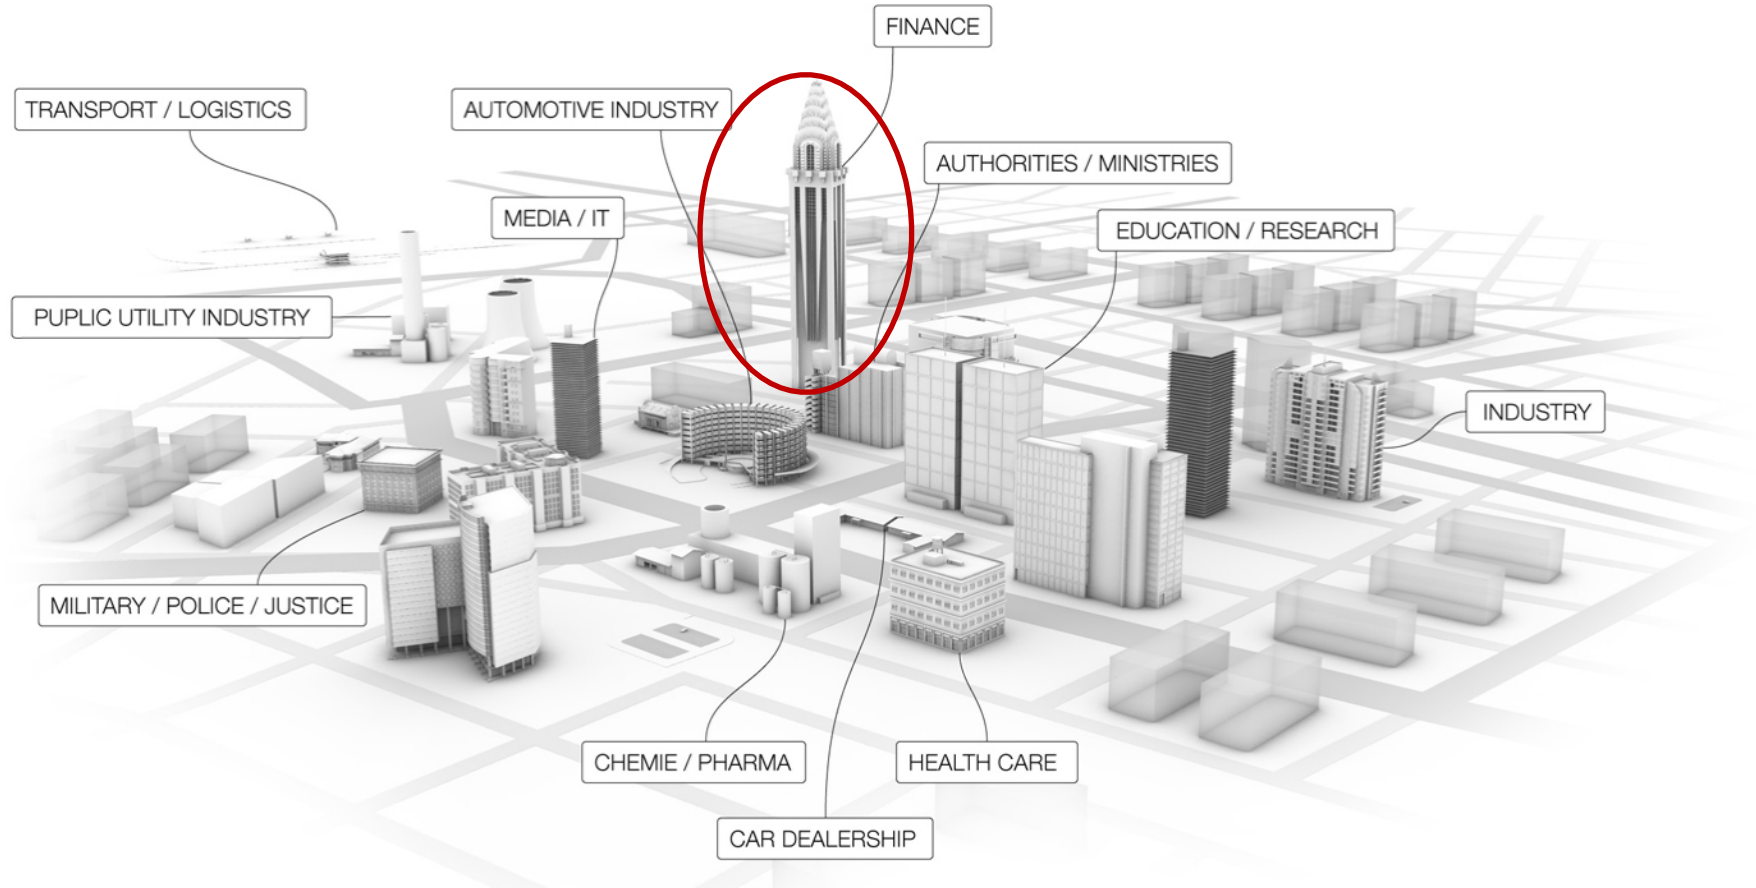 FINANCE
TRANSPORT / LOGISTICS
AUTOMOTIVE INDUSTRY
AUTHORITIES / MINISTRIES
MEDIA / IT
EDUCATION / RESEARCH
PUPLIC UTILITY INDUSTRY
INDUSTRY
MILITARY / POLICE / JUSTICE
CHEMIE / PHARMA
HEALTH CARE
CAR DEALERSHIP